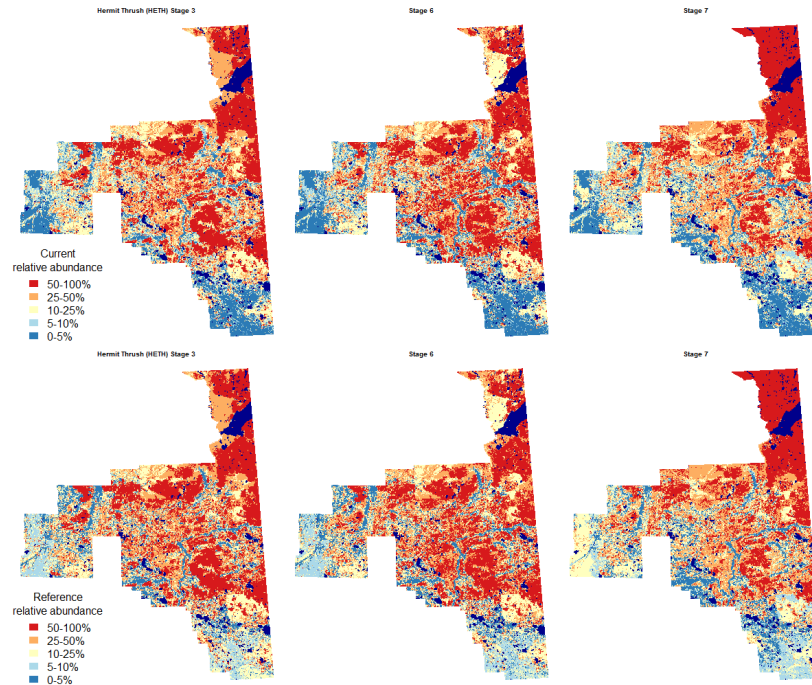 Hermit Thrush (HETH) Stage 3
Stage 6
Stage 7
Current
relative abundance
50-100%
25-50%
10-25%
5-10%
0-5%
Hermit Thrush (HETH) Stage 3
Stage 6
Stage 7
Reference
relative abundance
50-100%
25-50%
10-25%
5-10%
0-5%